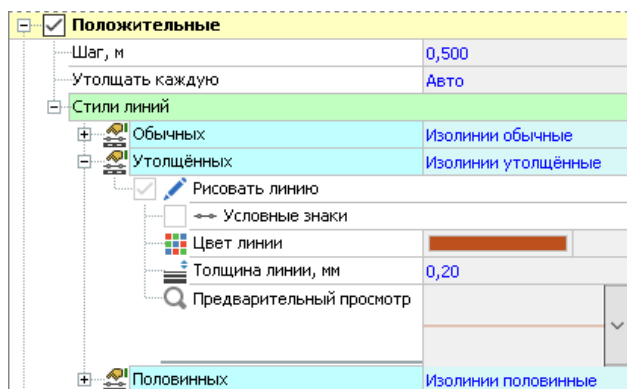 Положительные
Шаг, м 0,500
Утолщать каждую Авто
Стили линий
Обычных Изолинии обычные
Утолщённых Изолинии утолщённые
Рисовать линию
Условные знаки
Цвет линии
Толщина линии, мм 0,20
Предварительный просмотр
Половинных Изолинии половинные